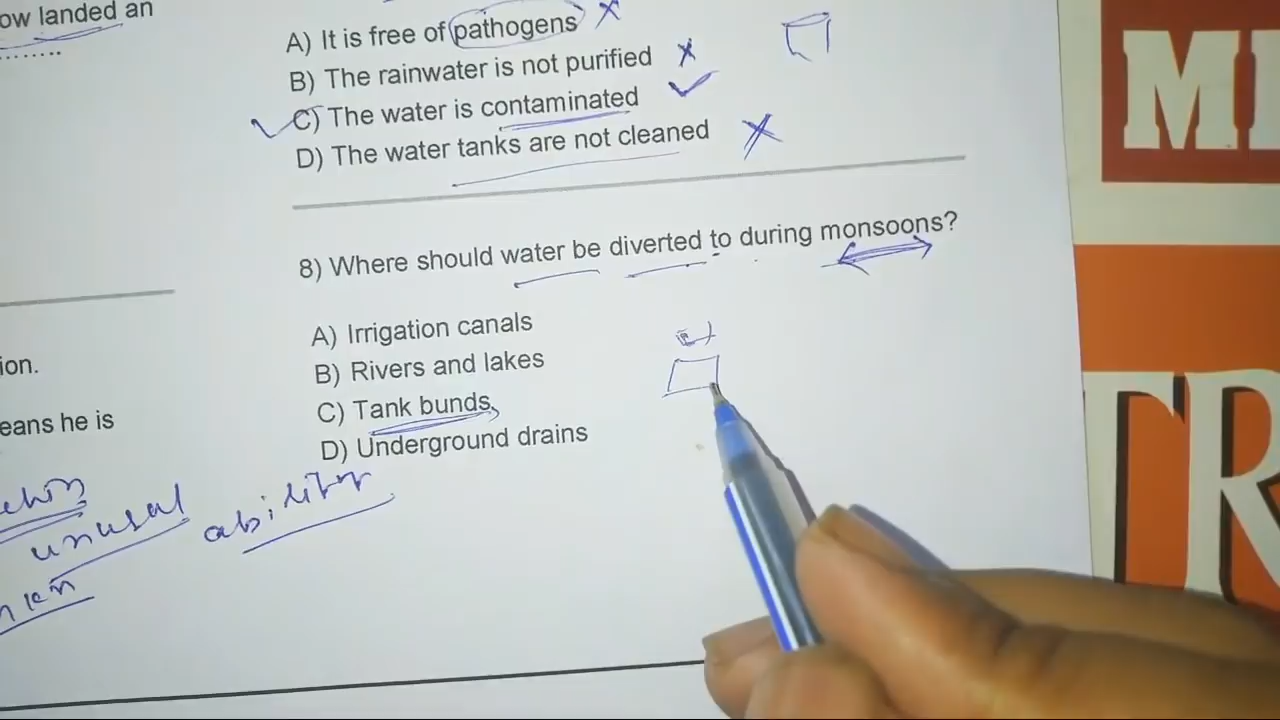 ow landed an
........
A) It is free of pathogens
B) The rainwater is not purified
C) The water is contaminated
D) The water tanks are not cleaned
8) Where should water be diverted to during monsoons?
A) Irrigation canals
B) Rivers and lakes
C) Tank bunds
D) Underground drains
ion.
eans he is
unusal
ability
M
TR